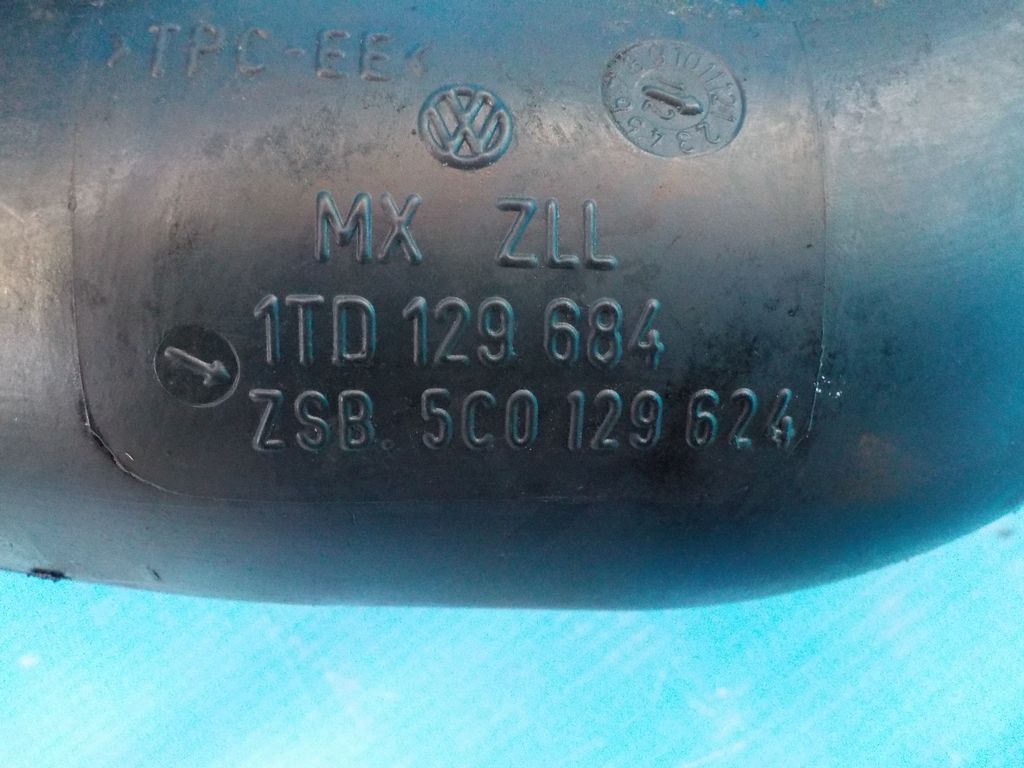 >TPC-EE<
MX ZLL
1TD 129 684
ZSB. 5C0 129 624